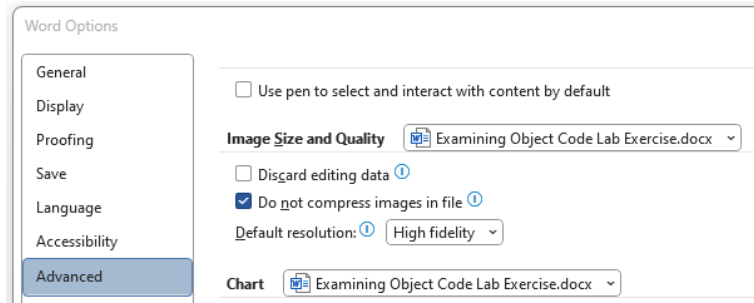 Word Options
General
Display
Proofing
Save
Language
Accessibility
Advanced
Use pen to select and interact with content by default
Image Size and Quality Examining Object Code Lab Exercise.docx
Discard editing data
Do not compress images in file
Default resolution: High fidelity
Chart Examining Object Code Lab Exercise.docx